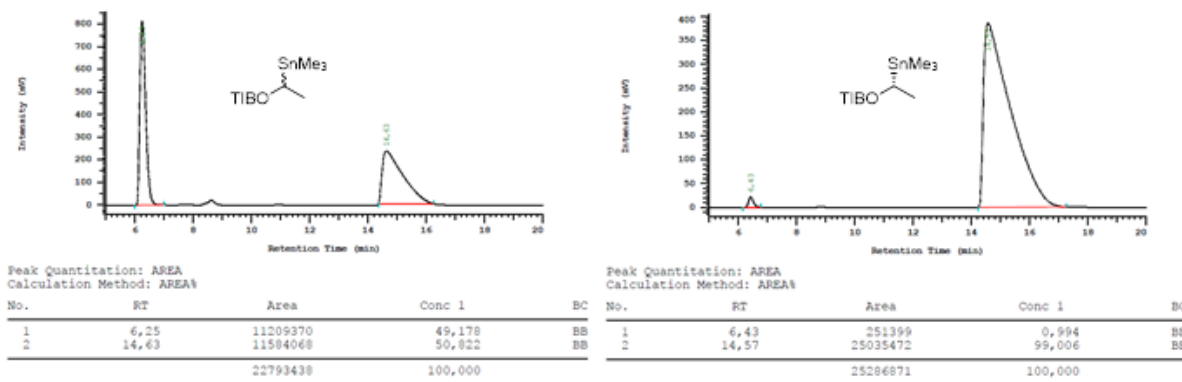 800
700
600
500
400
300
200
100
0
Intensity (mV)
SnMe3
TIBO
14,63
6 8 10 12 14 16 18 20
Retention Time (min)
Peak Quantitation: AREA
Calculation Method: AREA%
No. RT Area Conc 1 BC
1 6,25 11209370 49,178 BB
2 14,63 11584068 50,822 BB
22793438 100,000
400
350
300
250
200
150
100
50
0
Intensity (mV)
SnMe3
TIBO
6,43
6 8 10 12 14 16 18 20
Retention Time (min)
Peak Quantitation: AREA
Calculation Method: AREA%
No. RT Area Conc 1 BC
1 6,43 251399 0,994 BB
2 14,57 25035472 99,006 BB
25286871 100,000